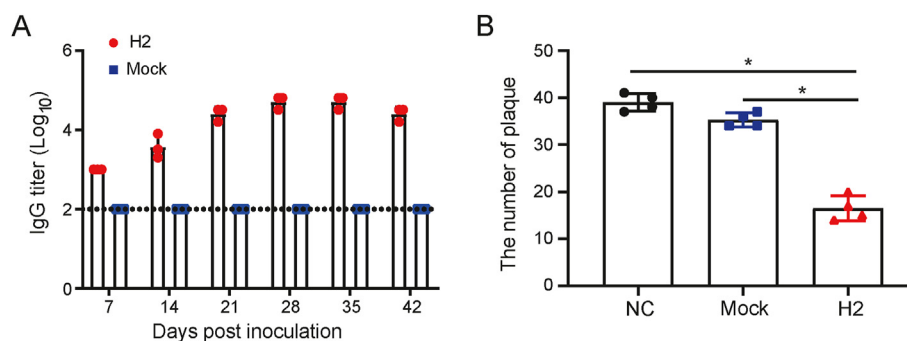 A
H2
Mock
IgG titer (Log10)
6
4
2
0
7 14 21 28 35 42
Days post inoculation
B
The number of plaque
50
40
30
20
10
0
*
*
NC Mock H2